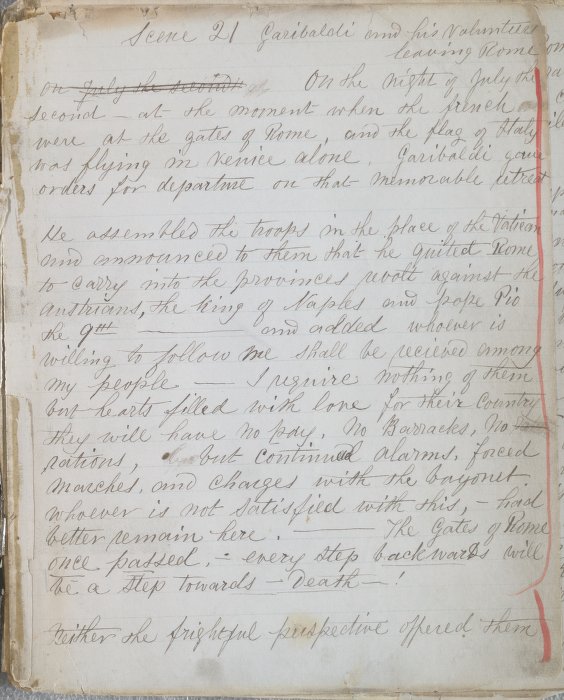 Scene 21 Garibaldi and his Volunteers
leaving Rome
on July the second On the night of July the
second — at the moment when the french
were at the gates of Rome, and the flag of Italy
was flying in Venice alone. Garibaldi gave
orders for departure on that memorable retreat
He assembled the troops in the place of the Vatican
and announced to them that he quited Rome
to carry into the provinces revolt against the
Austrians, the King of Naples and pope Pio
the 9th ——— and added whoever is
willing to follow me shall be recieved among
my people — I require nothing of them
but hearts filled with love for their Country
they will have no pay, No Barracks, No
rations, but continued alarms, forced
marches, and Charges with the bayonet
whoever is not satisfied with this, — had
better remain here. ——— The Gates of Rome
once passed, — every step backwards will
be a step towards — Death — !
Neither the frightful perspective offered them